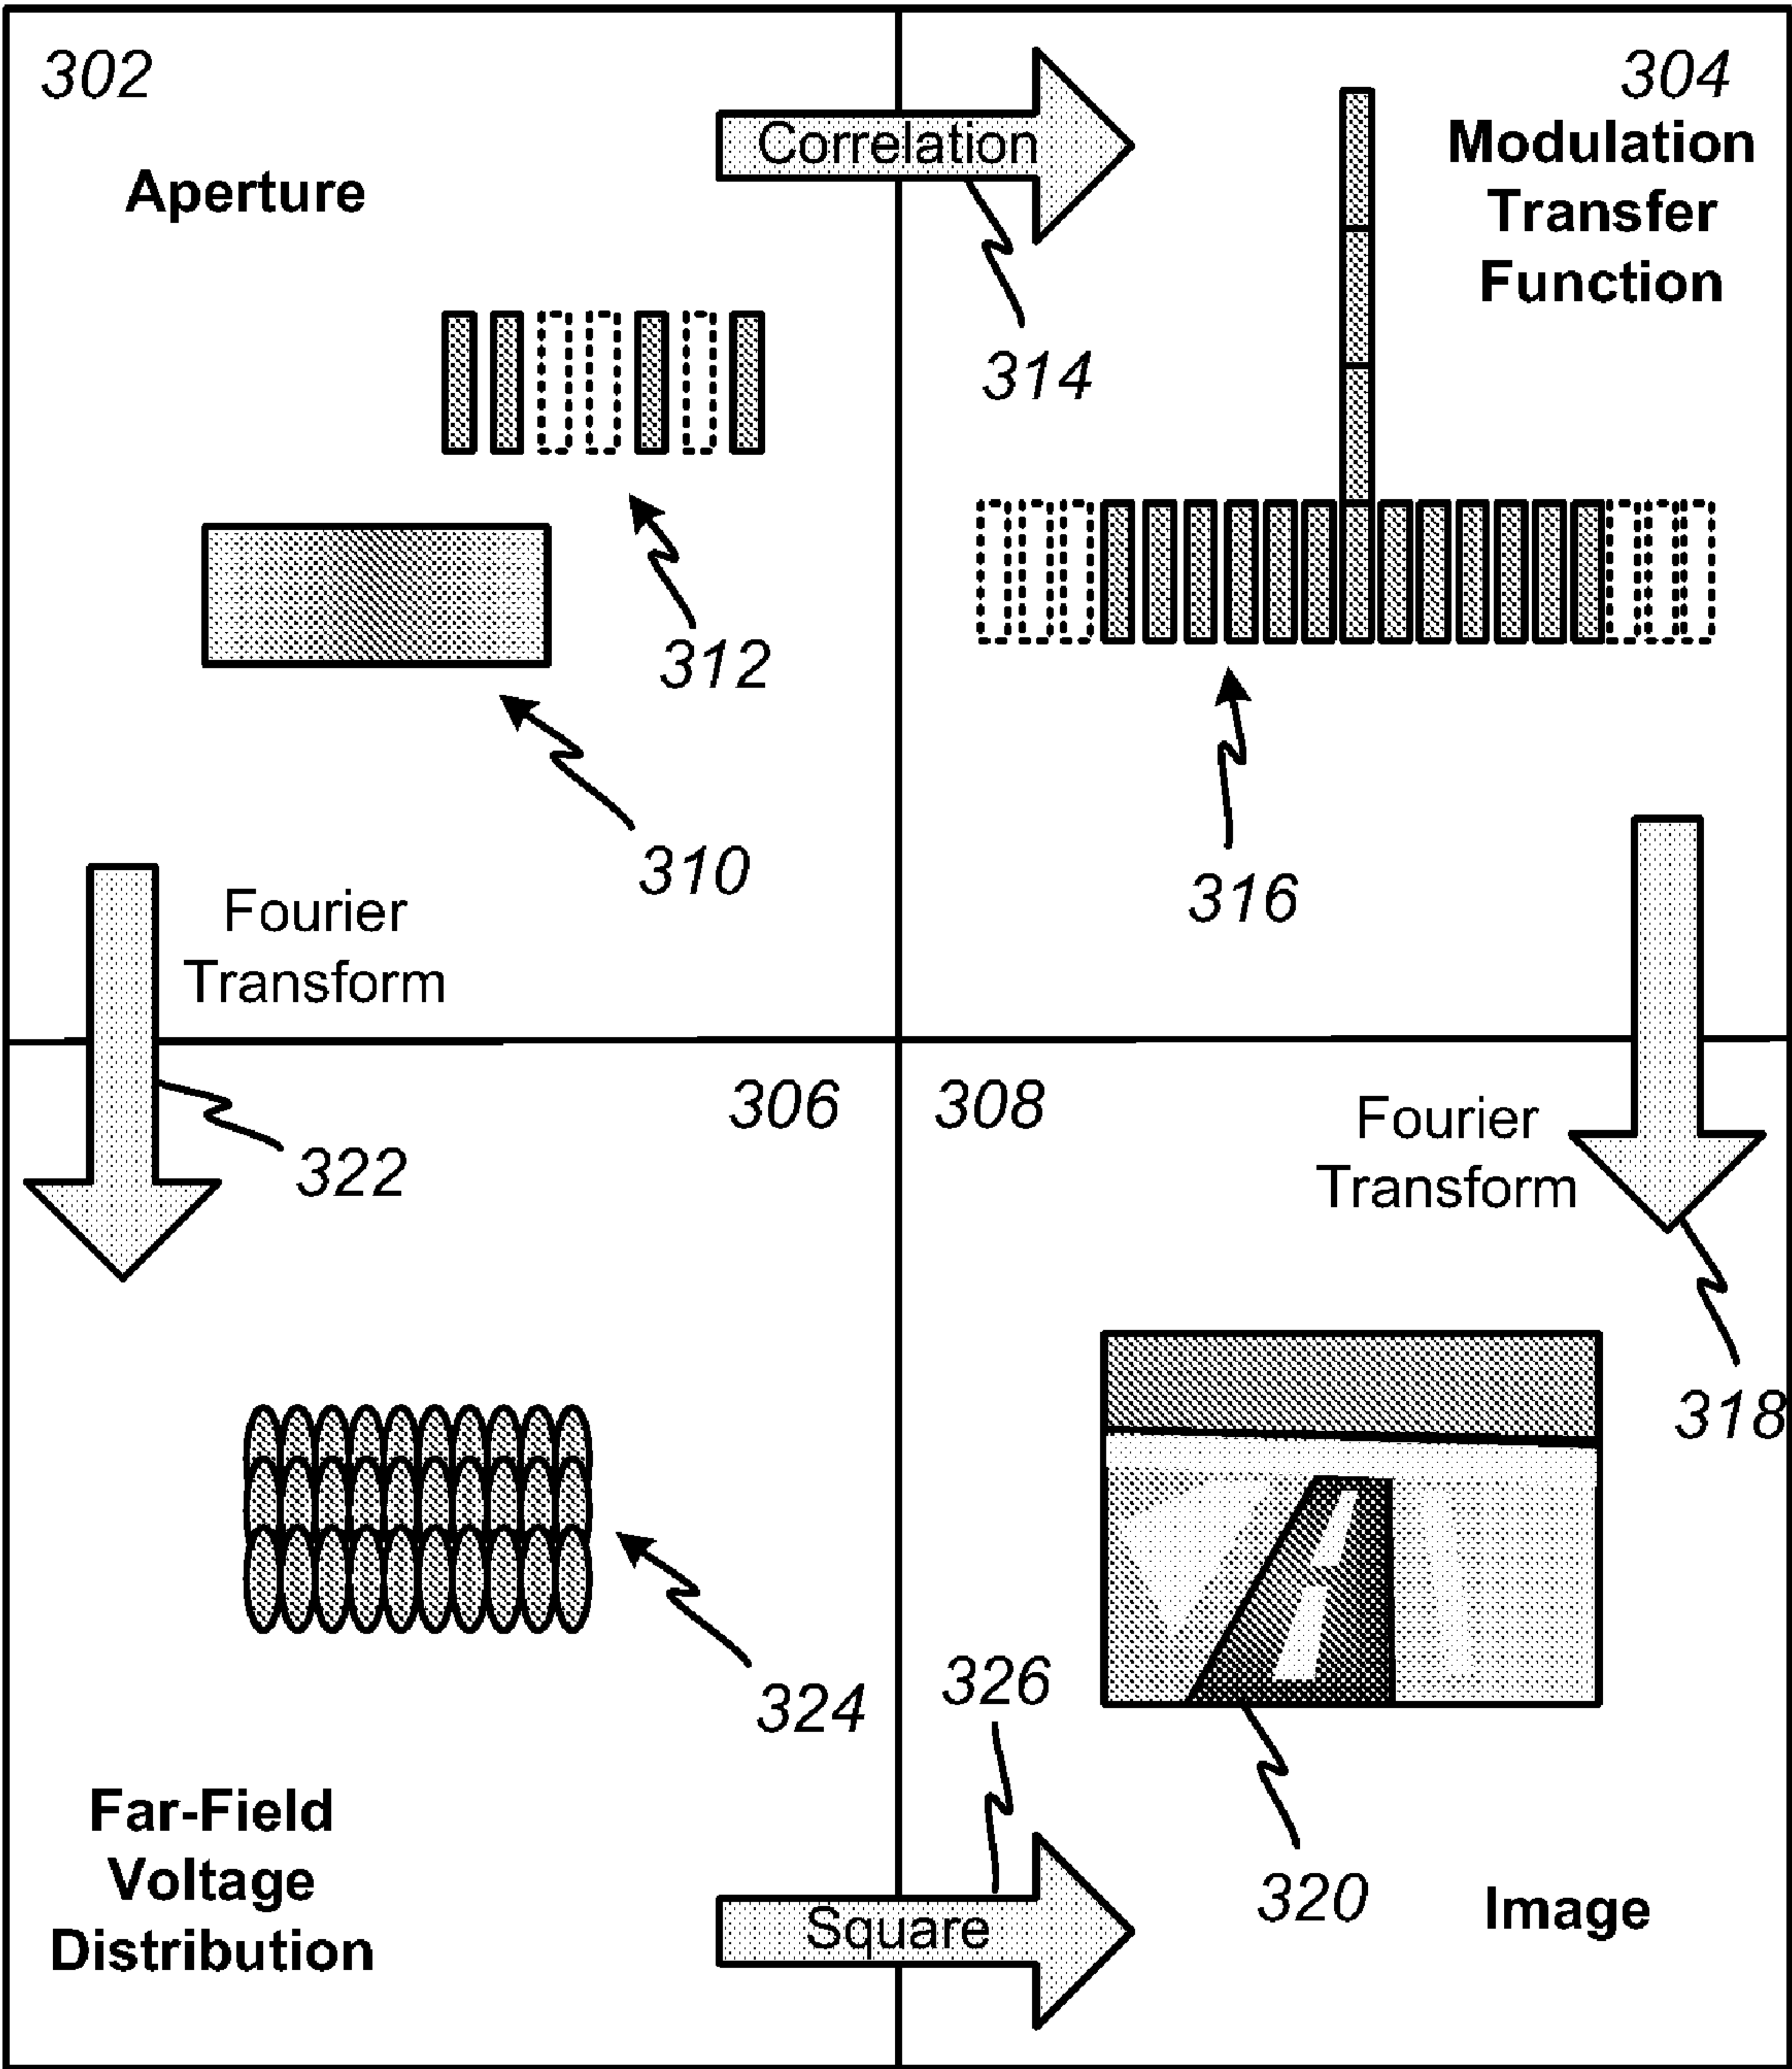 302
Aperture
Correlation
304
Modulation
Transfer
Function
314
312
310
316
Fourier
Transform
322
306
308
Fourier
Transform
318
324
326
320
Far-Field
Voltage
Distribution
Square
Image